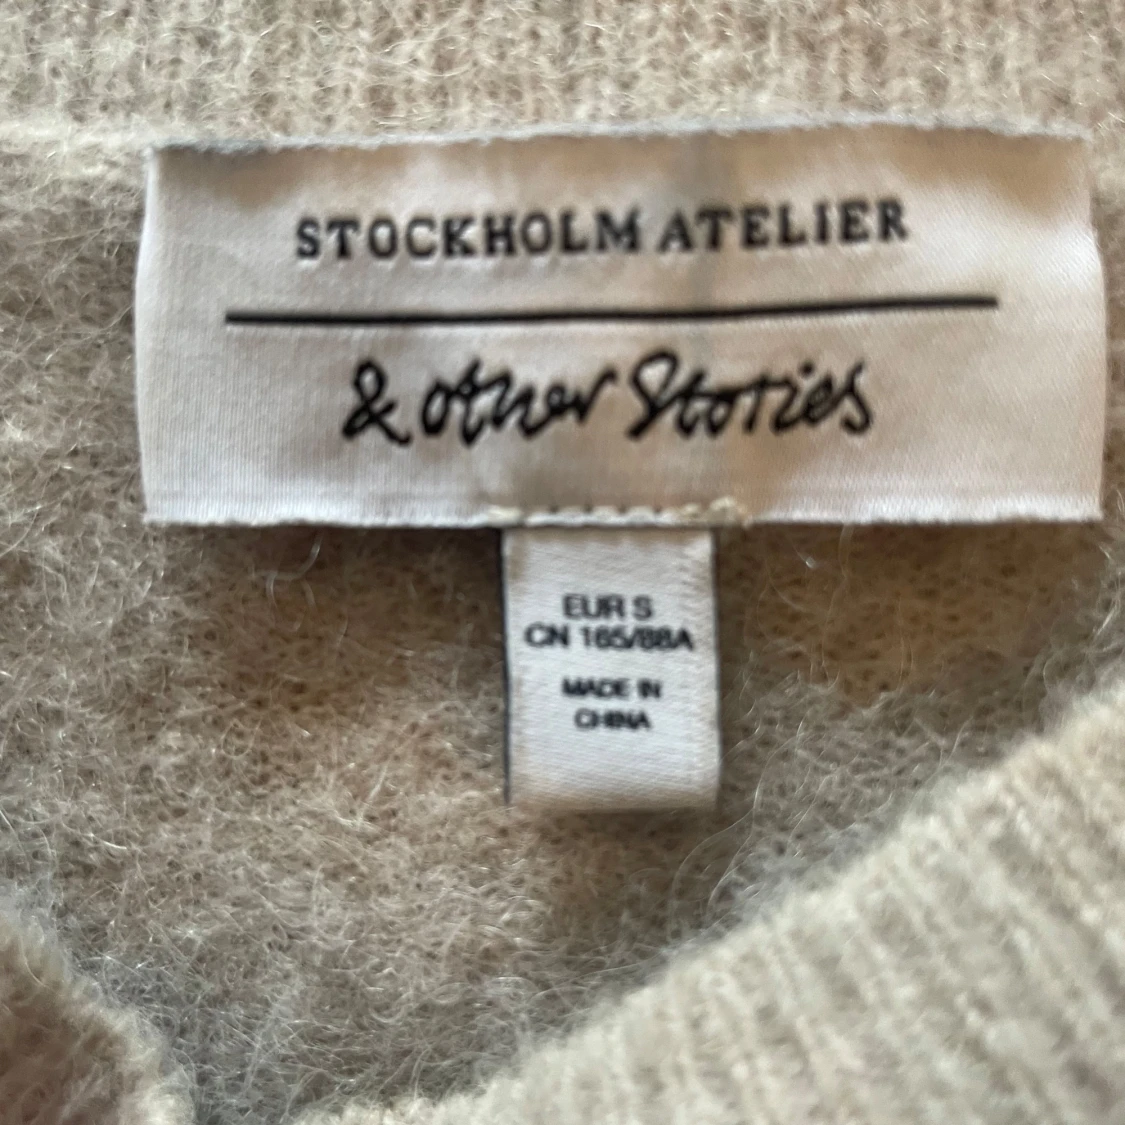 STOCKHOLM ATELIER
& other Stories
EUR S
CN 165/88A
MADE IN
CHINA